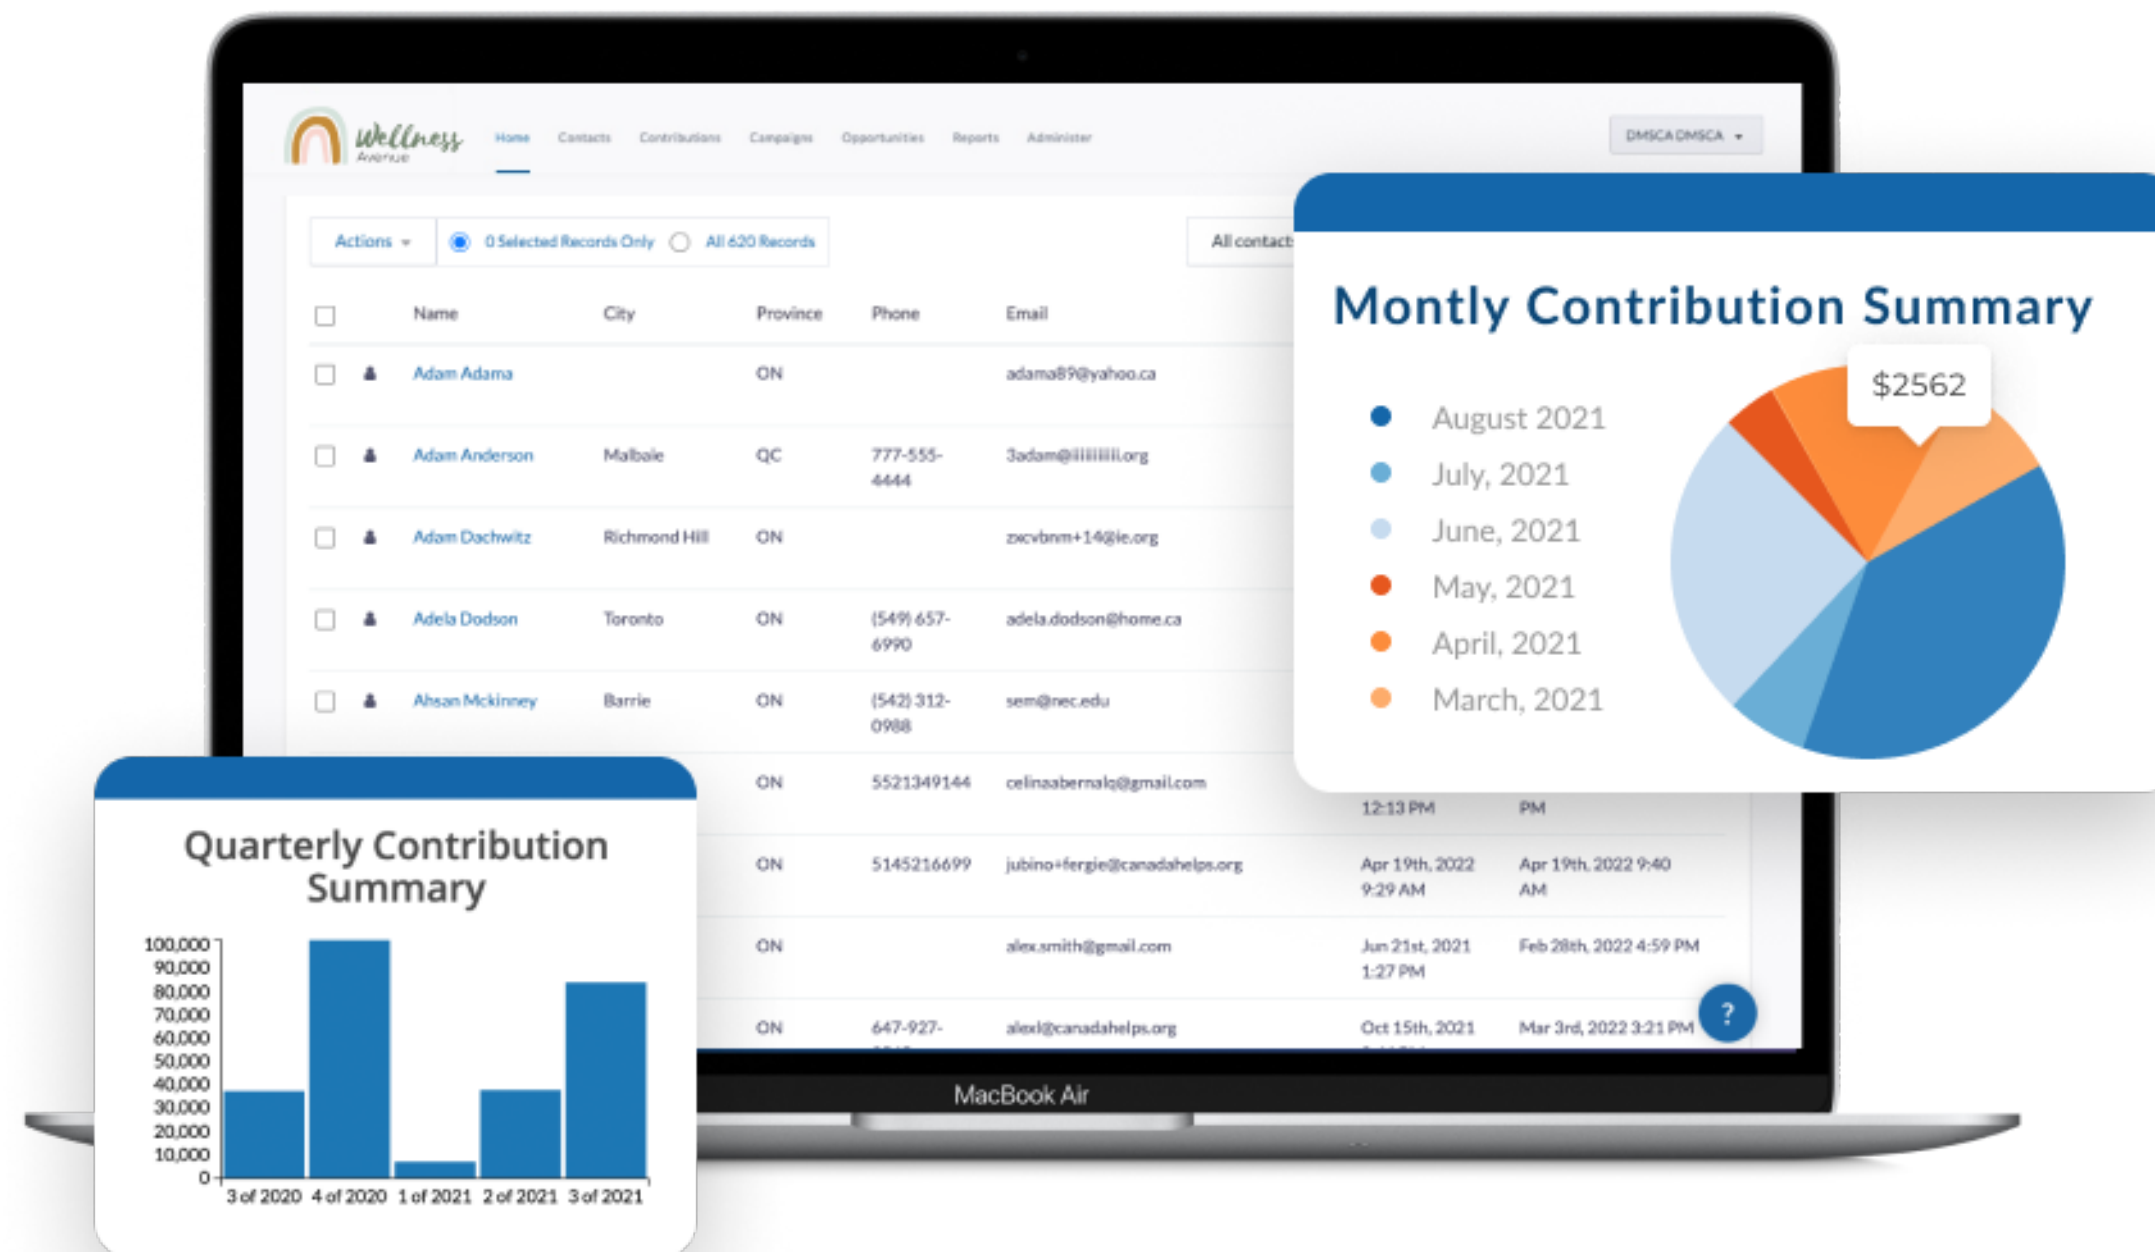 Wellness
Avenue
Home Contacts Contributions Campaigns Opportunities Reports Administer
DMSCA DMSCA
Actions 0 Selected Records Only All 620 Records
All contact
Name City Province Phone Email
Adam Adama ON adama89@yahoo.ca
Adam Anderson Malbaie QC 777-555-
4444
Adam Dachwitz Richmond Hill ON zxcvbnm+14@ie.org
Adela Dodson Toronto ON (549) 657- adela.dodson@home.ca
6990
Ahsan Mckinney Barrie ON (542) 312- sem@nec.edu
0988
ON 5521349144 celinaabernalq@gmail.com
12:13 PM PM
ON 5145216699 jubino+fergie@canadahelps.org Apr 19th, 2022 Apr 19th, 2022 9:40
9:29 AM AM
ON alex.smith@gmail.com Jun 21st, 2021 Feb 28th, 2022 4:59 PM
1:27 PM
ON 647-927- alexl@canadahelps.org Oct 15th, 2021 Mar 3rd, 2022 3:21 PM
?
MacBook Air
Montly Contribution Summary
$2562
August 2021
July, 2021
June, 2021
May, 2021
April, 2021
March, 2021
Quarterly Contribution
Summary
100,000
90,000
80,000
70,000
60,000
50,000
40,000
30,000
20,000
10,000
0
3 of 2020 4 of 2020 1 of 2021 2 of 2021 3 of 2021